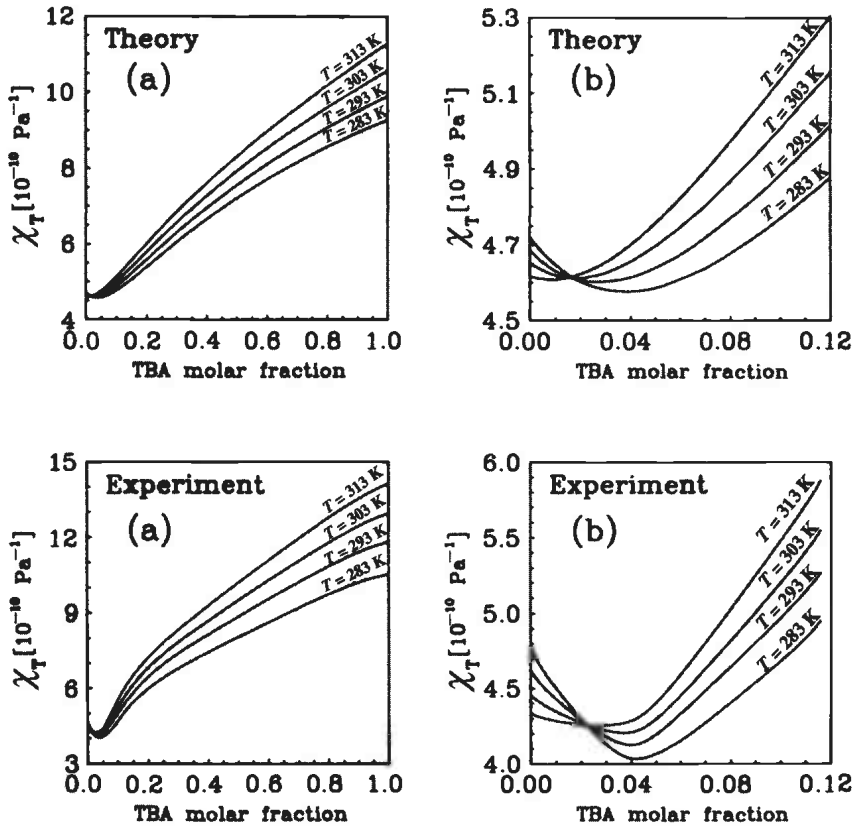 Theory
(a)
T = 313 K
T = 303 K
T = 293 K
T = 283 K
12
10
8
6
4
χ_T [10⁻¹⁰ Pa⁻¹]
0.0 0.2 0.4 0.6 0.8 1.0
TBA molar fraction
Theory
(b)
T = 313 K
T = 303 K
T = 293 K
T = 283 K
5.3
5.1
4.9
4.7
4.5
χ_T [10⁻¹⁰ Pa⁻¹]
0.00 0.04 0.08 0.12
TBA molar fraction
Experiment
(a)
T = 313 K
T = 303 K
T = 293 K
T = 283 K
15
12
9
6
3
χ_T [10⁻¹⁰ Pa⁻¹]
0.0 0.2 0.4 0.6 0.8 1.0
TBA molar fraction
Experiment
(b)
T = 313 K
T = 303 K
T = 293 K
T = 283 K
6.0
5.5
5.0
4.5
4.0
χ_T [10⁻¹⁰ Pa⁻¹]
0.00 0.04 0.08 0.12
TBA molar fraction